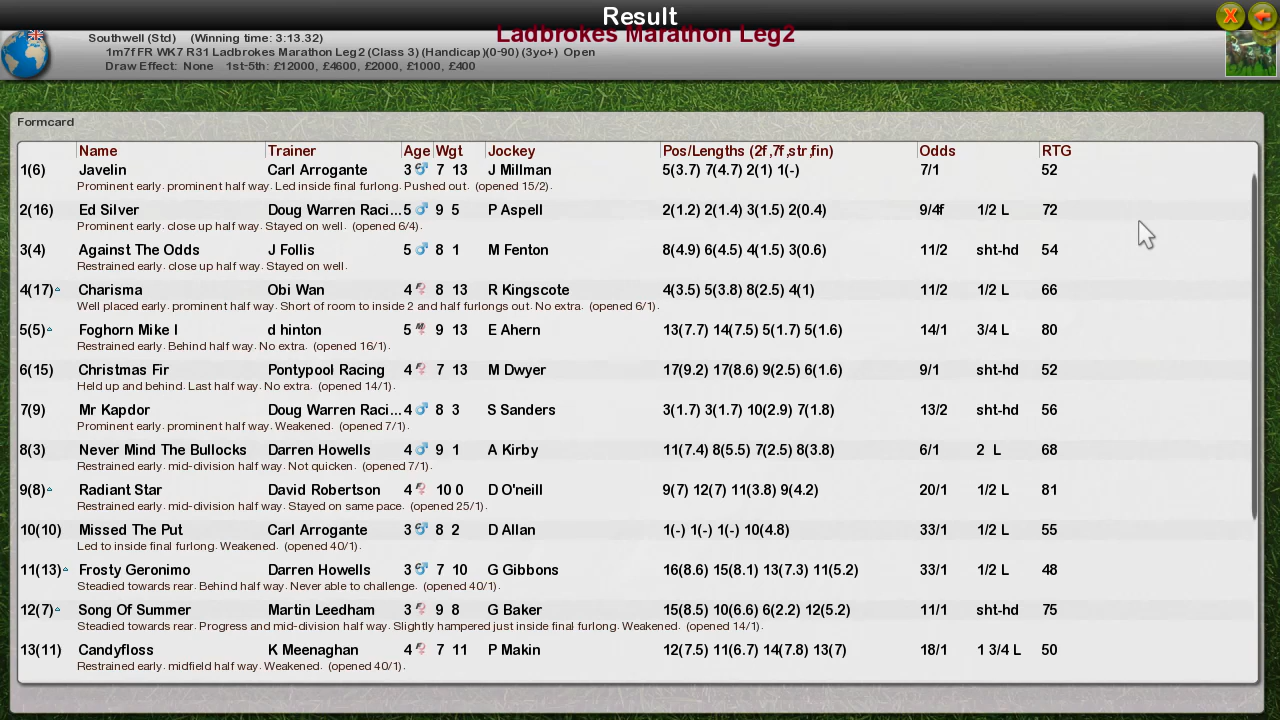 Result
Ladbrokes Marathon Leg2
Southwell (Std) (Winning time: 3:13.32)
1m7f FR WK7 R31 Ladbrokes Marathon Leg2 (Class 3) (Handicap)(0-90) (3yo+) Open
Draw Effect: None 1st-5th: £12000, £4600, £2000, £1000, £400
Formcard
Name Trainer Age Wgt Jockey Pos/Lengths (2f,7f,str,fin) Odds RTG
1(6) Javelin Carl Arrogante 3 7 13 J Millman 5(3.7) 7(4.7) 2(1) 1(-) 7/1 52
Prominent early. prominent half way. Led inside final furlong. Pushed out. (opened 15/2).
2(16) Ed Silver Doug Warren Raci... 5 9 5 P Aspell 2(1.2) 2(1.4) 3(1.5) 2(0.4) 9/4f 1/2 L 72
Prominent early. close up half way. Stayed on well. (opened 6/4).
3(4) Against The Odds J Follis 5 8 1 M Fenton 8(4.9) 6(4.5) 4(1.5) 3(0.6) 11/2 sht-hd 54
Restrained early. close up half way. Stayed on well.
4(17) Charisma Obi Wan 4 8 13 R Kingscote 4(3.5) 5(3.8) 8(2.5) 4(1) 11/2 1/2 L 66
Well placed early. prominent half way. Short of room to inside 2 and half furlongs out. No extra. (opened 6/1).
5(5) Foghorn Mike I d hinton 5 9 13 E Ahern 13(7.7) 14(7.5) 5(1.7) 5(1.6) 14/1 3/4 L 80
Restrained early. Behind half way. No extra. (opened 16/1).
6(15) Christmas Fir Pontypool Racing 4 7 13 M Dwyer 17(9.2) 17(8.6) 9(2.5) 6(1.6) 9/1 sht-hd 52
Held up and behind. Last half way. No extra. (opened 14/1).
7(9) Mr Kapdor Doug Warren Raci... 4 8 3 S Sanders 3(1.7) 3(1.7) 10(2.9) 7(1.8) 13/2 sht-hd 56
Prominent early. prominent half way. Weakened. (opened 7/1).
8(3) Never Mind The Bullocks Darren Howells 4 9 1 A Kirby 11(7.4) 8(5.5) 7(2.5) 8(3.8) 6/1 2 L 68
Restrained early. mid-division half way. Not quicken. (opened 7/1).
9(8) Radiant Star David Robertson 4 10 0 D O'neill 9(7) 12(7) 11(3.8) 9(4.2) 20/1 1/2 L 81
Restrained early. mid-division half way. Stayed on same pace. (opened 25/1).
10(10) Missed The Put Carl Arrogante 3 8 2 D Allan 1(-) 1(-) 1(-) 10(4.8) 33/1 1/2 L 55
Led to inside final furlong. Weakened. (opened 40/1).
11(13) Frosty Geronimo Darren Howells 3 7 10 G Gibbons 16(8.6) 15(8.1) 13(7.3) 11(5.2) 33/1 1/2 L 48
Steadied towards rear. Behind half way. Never able to challenge. (opened 40/1).
12(7) Song Of Summer Martin Leedham 3 9 8 G Baker 15(8.5) 10(6.6) 6(2.2) 12(5.2) 11/1 sht-hd 75
Steadied towards rear. Progress and mid-division half way. Slightly hampered just inside final furlong. Weakened. (opened 14/1).
13(11) Candyfloss K Meenaghan 4 7 11 P Makin 12(7.5) 11(6.7) 14(7.8) 13(7) 18/1 1 3/4 L 50
Restrained early. midfield half way. Weakened. (opened 40/1).